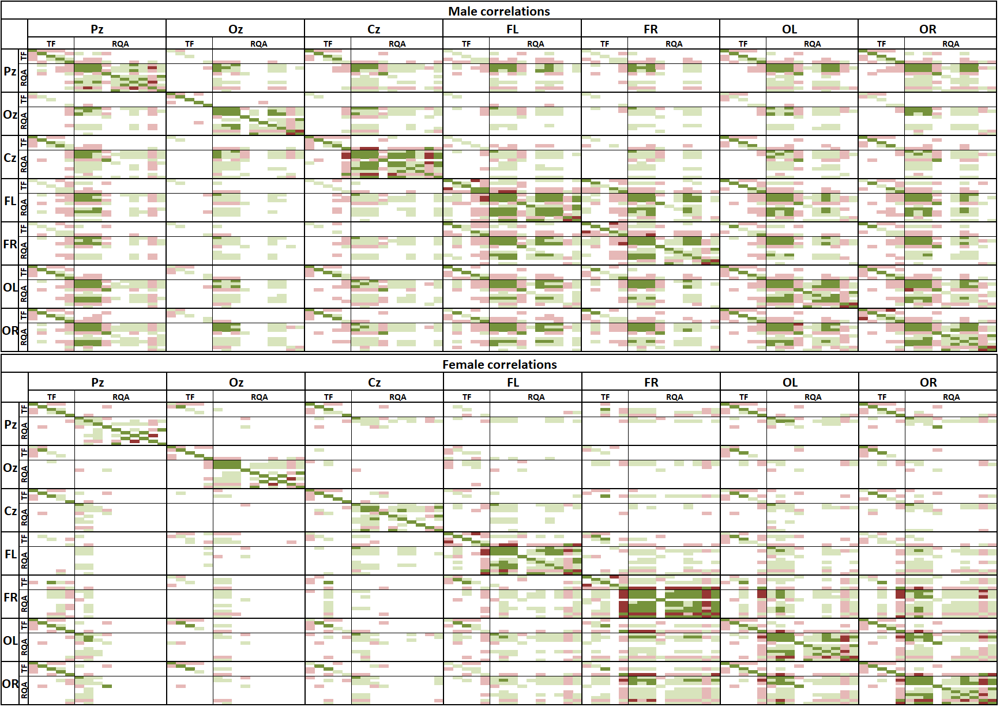 Male correlations
Pz Oz Cz FL FR OL OR
TF RQA TF RQA TF RQA TF RQA TF RQA TF RQA TF RQA
Pz TF
RQA
Oz TF
RQA
Cz TF
RQA
FL TF
RQA
FR TF
RQA
OL TF
RQA
OR TF
RQA
Female correlations
Pz Oz Cz FL FR OL OR
TF RQA TF RQA TF RQA TF RQA TF RQA TF RQA TF RQA
Pz TF
RQA
Oz TF
RQA
Cz TF
RQA
FL TF
RQA
FR TF
RQA
OL TF
RQA
OR TF
RQA